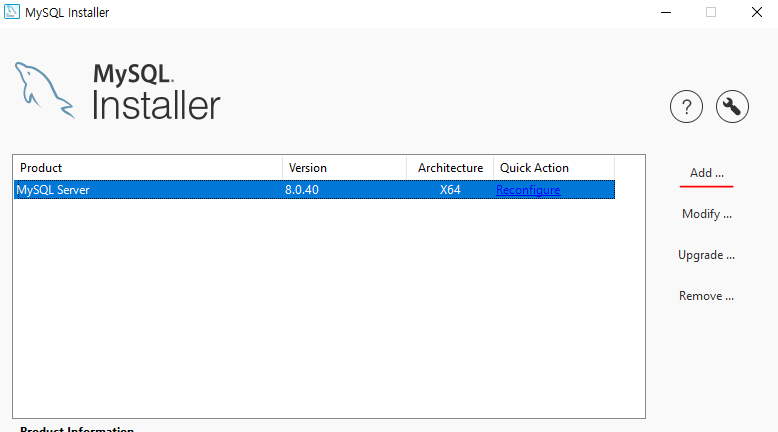 MySQL Installer
MySQL.
Installer
?
Product Version Architecture Quick Action
MySQL Server 8.0.40 X64 Reconfigure
Add ...
Modify ...
Upgrade ...
Remove ...
Product Information